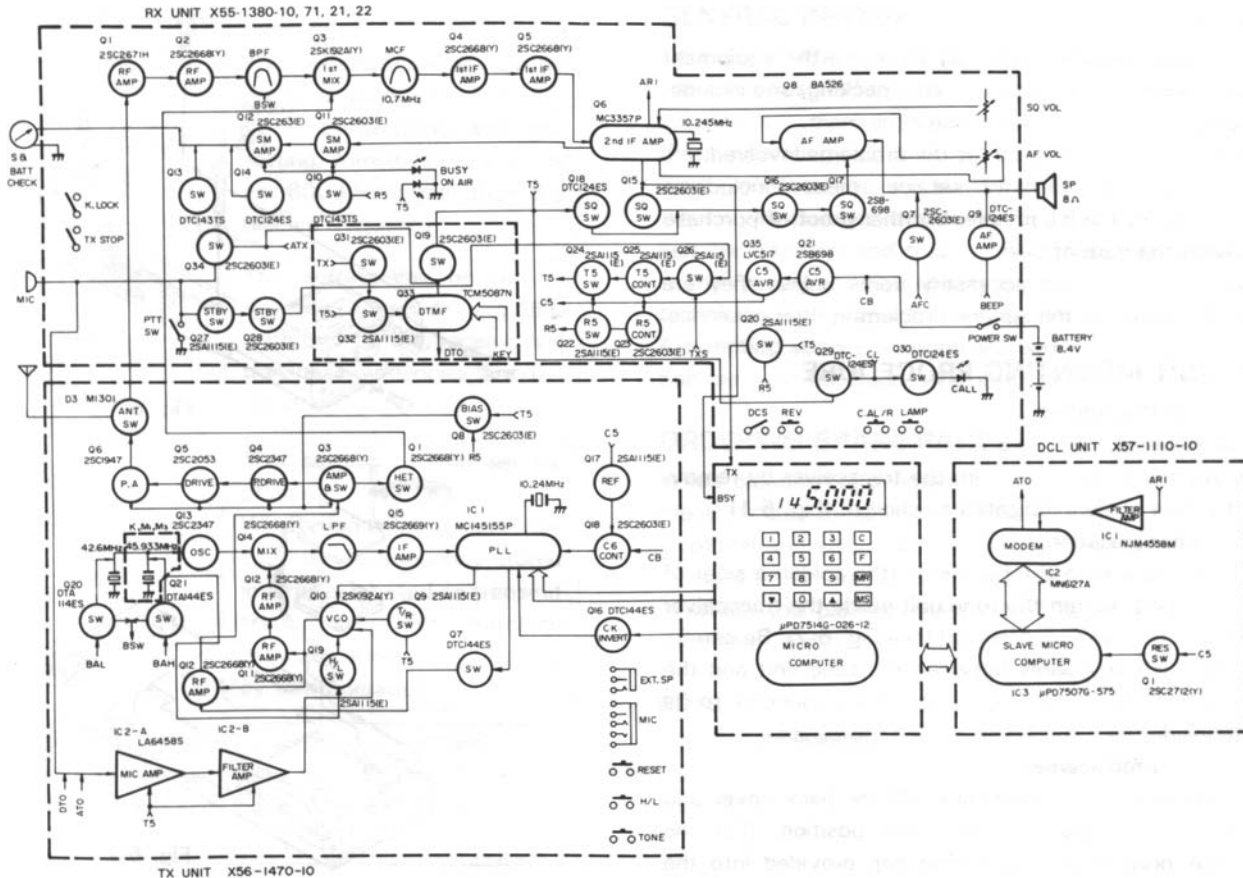 RX UNIT X55-1380-10, 71, 21, 22
Q1
2SC2671H
RF AMP
Q2
2SC2668(Y)
RF AMP
BPF
BSW
Q3
2SK192A(Y)
1st MIX
MCF
10.7MHz
Q4
2SC2668(Y)
1st IF AMP
Q5
2SC2668(Y)
1st IF AMP
AR1
Q6
MC3357P
2nd IF AMP
10.245MHz
Q8 BA526
AF AMP
SQ VOL
AF VOL
SP
8Ω
S&
BATT
CHECK
Q12
2SC263(E)
SM AMP
Q11
2SC2603(E)
SM AMP
Q13
SW
DTC143TS
Q14
SW
DTC124ES
Q10
SW
DTC143TS
R5
T5
BUSY
ON AIR
K.LOCK
TX STOP
MIC
SW
Q34
2SC2603(E)
ATX
PTT
SW
STBY SW
Q27
2SA1115(E)
STBY SW
Q28
2SC2603(E)
Q31
2SC2603(E)
TX
SW
Q19
2SC2603(E)
SW
T5
SW
Q32 2SA1115(E)
Q33
DTMF
TCM5087N
DTO
KEY
T5
Q18
DTC124ES
SQ SW
Q15
2SC2603(E)
SQ SW
Q16
2SC2603(E)
SQ SW
Q17
2SB-
698
SQ SW
Q7
2SC-
2603(E)
SW
AFC
Q9
DTC-
124ES
AF AMP
BEEP
Q24
2SA1115
(E)
T5
T5 SW
Q25
2SA1115
(E)
T5 CONT
Q26
2SA115
(E)
SW
TXS
Q35
LVC517
C5 AVR
Q21
2SB698
C5 AVR
CB
C5
R5
R5 SW
Q22
2SA1115(E)
R5 CONT
Q23
2SC2603(E)
Q20
2SA1115(E)
SW
T5
R5
POWER SW
BATTERY
8.4V
Q29
DTC-
124ESY
SW
C.L
Q30
DTC124ES
SW
CALL
DCS
REV
C.AL/R
LAMP
DCL UNIT X57-1110-10
D3 M1301
ANT SW
BIAS SW
Q8
2SC2603(E)
T5
R5
Q6
2SC1947
P.A
Q5
2SC2053
DRIVE
Q4
2SC2347
P.DRIVE
Q3
2SC2668(Y)
AMP & SW
Q1
2SC2668(Y)
HET SW
10.24MHz
C5
Q17
2SA1115(E)
REF
Q18
2SC2603(E)
C6 CONT
CB
K,M1,M3
42.6MHz
45.933MHz
Q13
2SC2347
OSC
Q14
2SC2668(Y)
MIX
LPF
Q15
2SC2669(Y)
IF AMP
IC1
MC145155P
PLL
Q20
DTA
114ES
SW
BAL
BSW
Q21
DTA144ES
SW
BAH
Q12
2SC2668(Y)
RF AMP
Q10
2SK192A(Y)
VCO
Q9 2SA1115(E)
T/R SW
T5
Q7
DTC144ES
SW
Q16 DTC144ES
CK INVERT
Q12
2SC2668(Y)
RF AMP
RF AMP
Q11
2SC2668(Y)
Q19
H/L SW
2SA1115(E)
IC2-A
LA6458S
MIC AMP
IC2-B
FILTER AMP
DTO
ATO
T5
EXT.SP
MIC
RESET
H/L
TONE
TX UNIT X56-1470-10
TX
BSY
145.000
1 2 3 C
4 5 6 F
7 8 9 MR
▼ 0 ▲ MS
μPD7514G-026-12
MICRO
COMPUTER
ATO
AR1
FILTER AMP
IC1
NJM4558M
MODEM
IC2
MN6127A
SLAVE MICRO
COMPUTER
IC3 μPD7507G-575
RES SW
C5
Q1
2SC2712(Y)